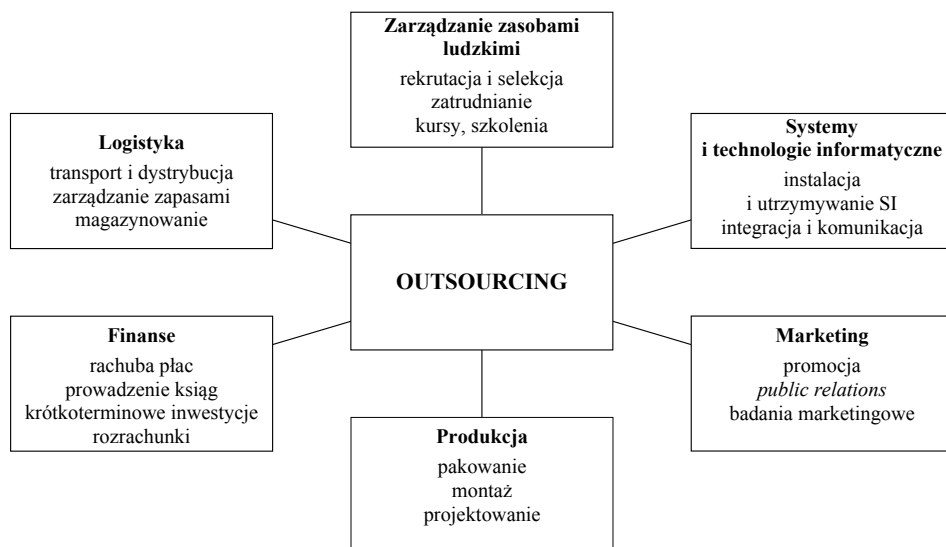 Zarządzanie zasobami
ludzkimi
rekrutacja i selekcja
zatrudnianie
kursy, szkolenia
Logistyka
transport i dystrybucja
zarządzanie zapasami
magazynowanie
Systemy
i technologie informatyczne
instalacja
i utrzymywanie SI
integracja i komunikacja
OUTSOURCING
Finanse
rachuba płac
prowadzenie ksiąg
krótkoterminowe inwestycje
rozrachunki
Marketing
promocja
public relations
badania marketingowe
Produkcja
pakowanie
montaż
projektowanie